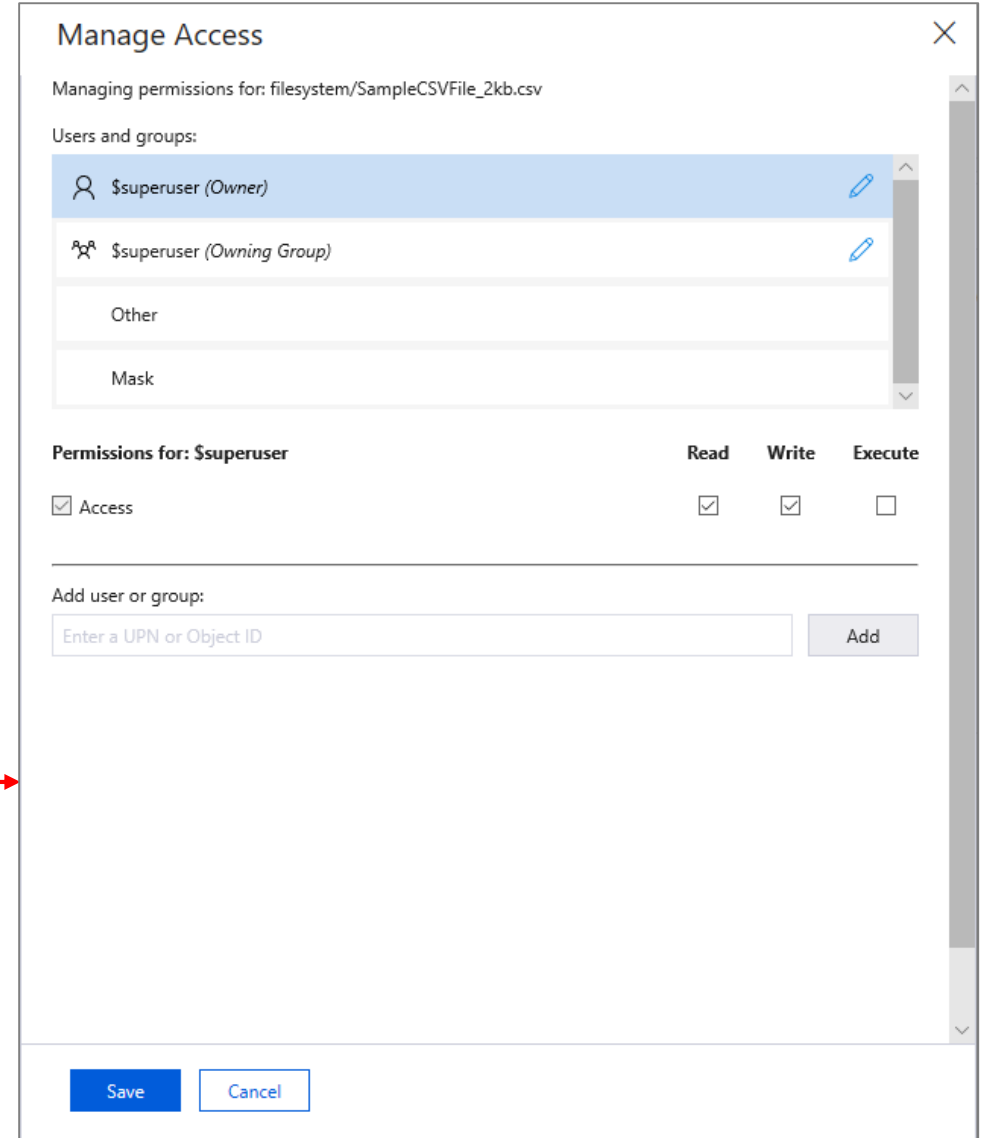 Manage Access
Managing permissions for: filesystem/SampleCSVFile_2kb.csv
Users and groups:
$superuser (Owner)
$superuser (Owning Group)
Other
Mask
Permissions for: $superuser Read Write Execute
Access
Add user or group:
Enter a UPN or Object ID Add
Save Cancel